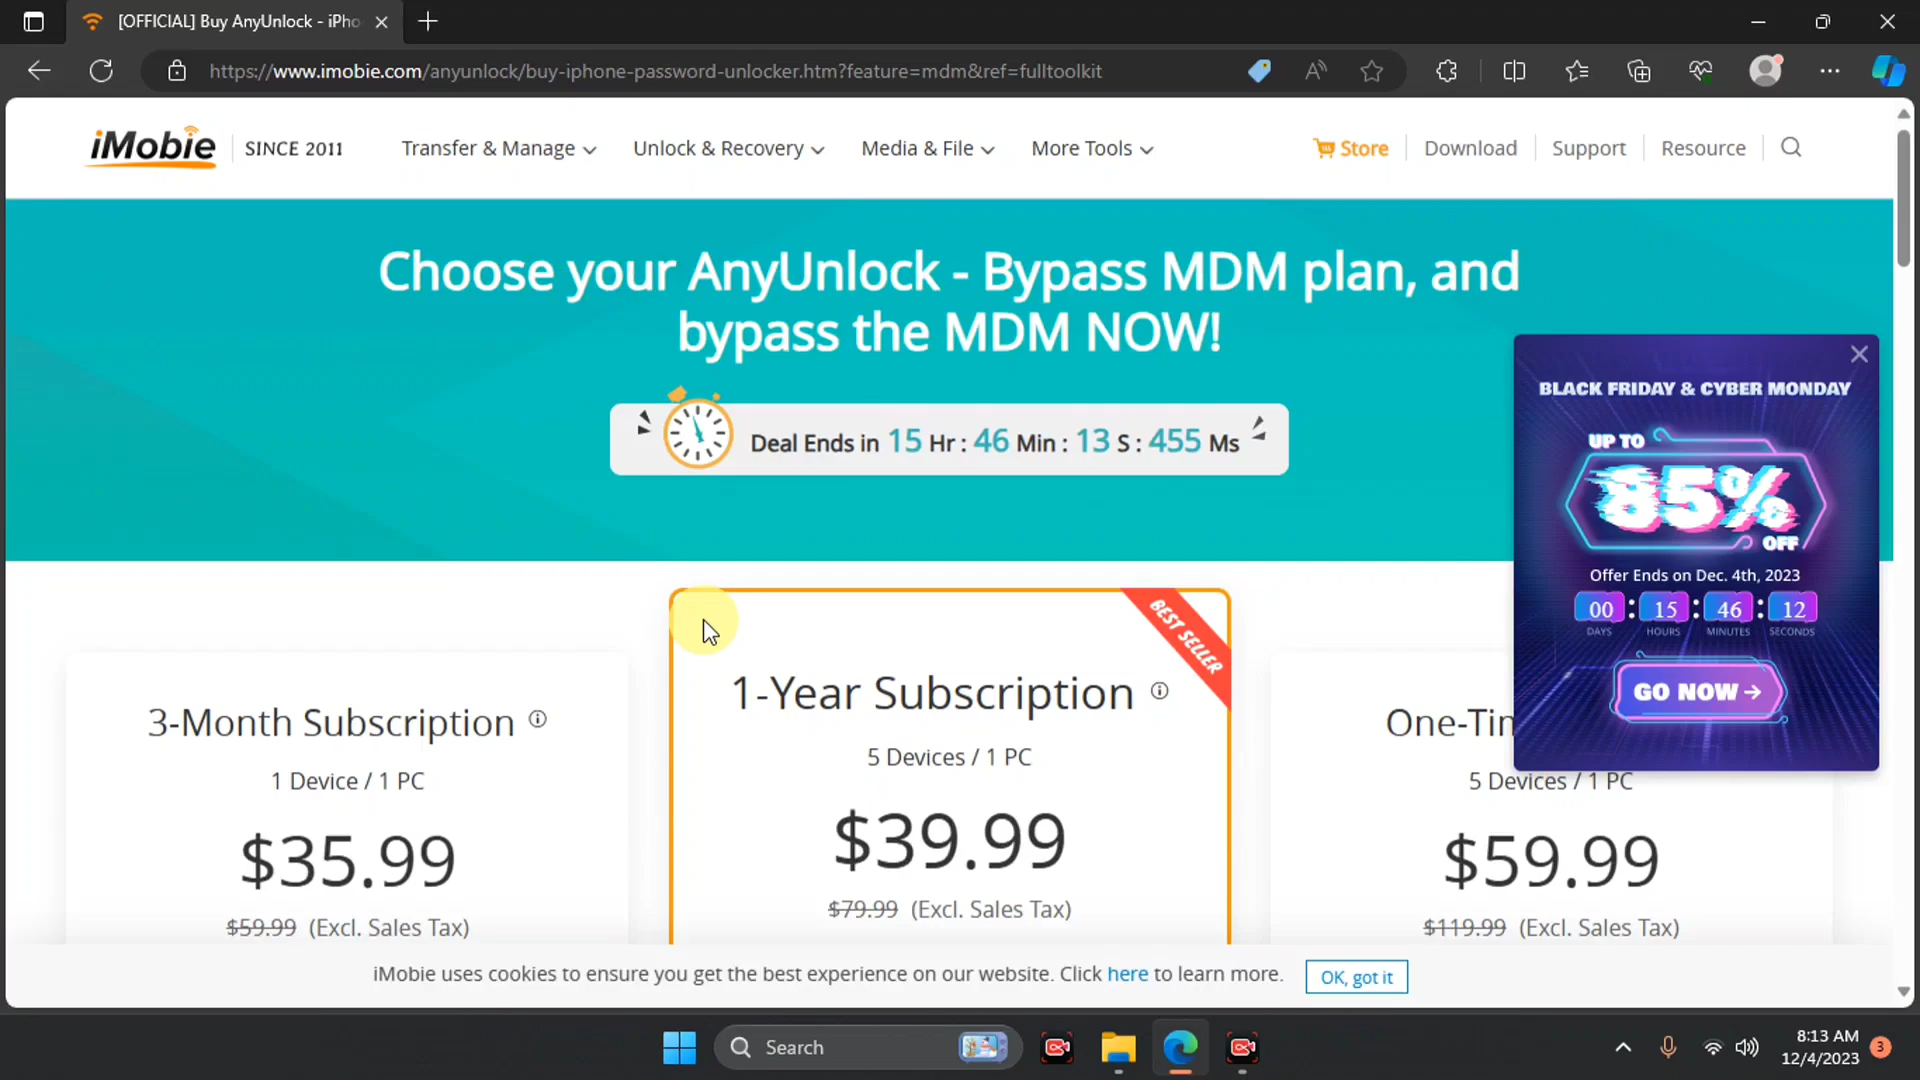 [OFFICIAL] Buy AnyUnlock - iPho
https://www.imobie.com/anyunlock/buy-iphone-password-unlocker.htm?feature=mdm&ref=fulltoolkit
iMobie
SINCE 2011
Transfer & Manage
Unlock & Recovery
Media & File
More Tools
Store
Download
Support
Resource
Choose your AnyUnlock - Bypass MDM plan, and
bypass the MDM NOW!
Deal Ends in 15 Hr : 46 Min : 13 S : 455 Ms
BLACK FRIDAY & CYBER MONDAY
UP TO
85%
OFF
Offer Ends on Dec. 4th, 2023
00 : 15 : 46 : 12
DAYS HOURS MINUTES SECONDS
GO NOW →
3-Month Subscription
1 Device / 1 PC
$35.99
$59.99 (Excl. Sales Tax)
BEST SELLER
1-Year Subscription
5 Devices / 1 PC
$39.99
$79.99 (Excl. Sales Tax)
One-Tim
5 Devices / 1 PC
$59.99
$119.99 (Excl. Sales Tax)
iMobie uses cookies to ensure you get the best experience on our website. Click here to learn more.
OK, got it
Search
8:13 AM
12/4/2023
3